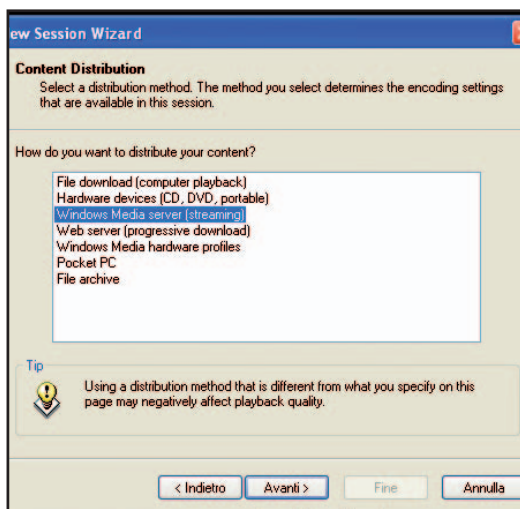 ew Session Wizard
Content Distribution
Select a distribution method. The method you select determines the encoding settings
that are available in this session.
How do you want to distribute your content?
File download (computer playback)
Hardware devices (CD, DVD, portable)
Windows Media server (streaming)
Web server (progressive download)
Windows Media hardware profiles
Pocket PC
File archive
Tip
Using a distribution method that is different from what you specify on this
page may negatively affect playback quality.
< Indietro Avanti > Fine Annulla